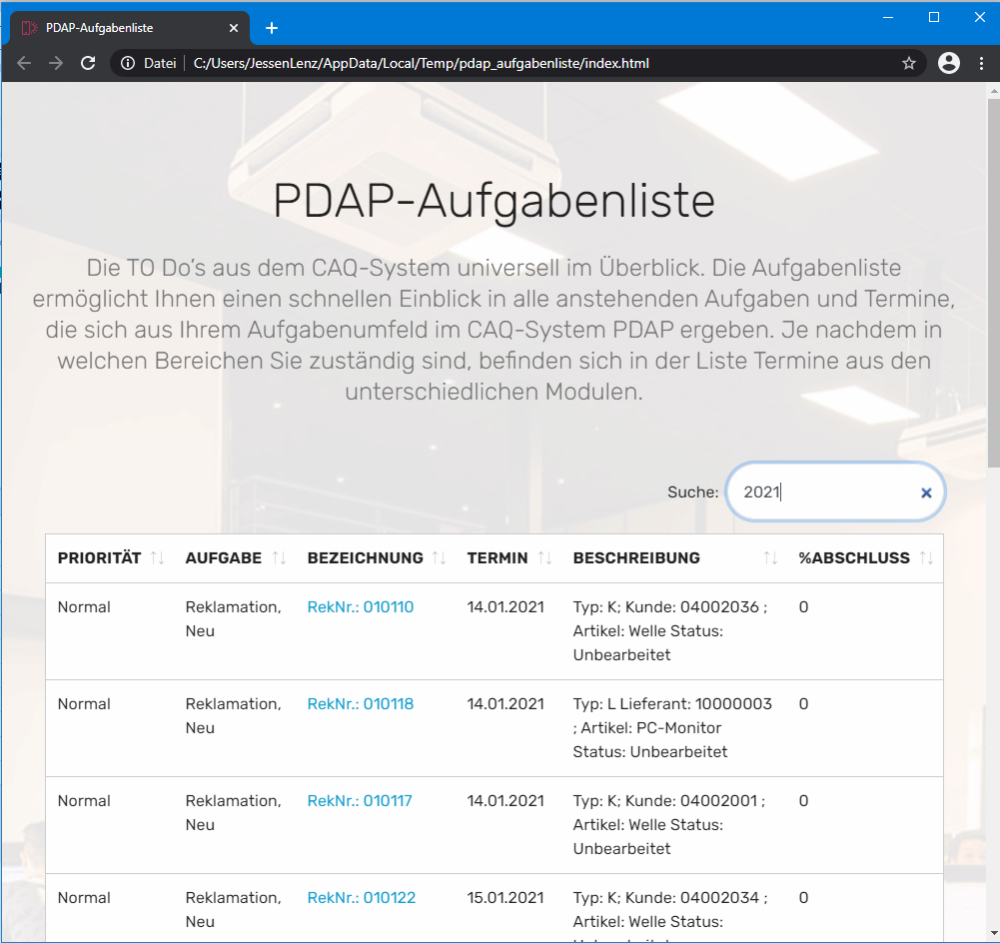 PDAP-Aufgabenliste
Datei
C:/Users/JessenLenz/AppData/Local/Temp/pdap_aufgabenliste/index.html
PDAP-Aufgabenliste
Die TO Do's aus dem CAQ-System universell im Überblick. Die Aufgabenliste
ermöglicht Ihnen einen schnellen Einblick in alle anstehenden Aufgaben und Termine,
die sich aus Ihrem Aufgabenumfeld im CAQ-System PDAP ergeben. Je nachdem in
welchen Bereichen Sie zuständig sind, befinden sich in der Liste Termine aus den
unterschiedlichen Modulen.
Suche: 2021
PRIORITÄT AUFGABE BEZEICHNUNG TERMIN BESCHREIBUNG %ABSCHLUSS
Normal Reklamation, RekNr.: 010110 14.01.2021 Typ: K; Kunde: 04002036 ; 0
Neu Artikel: Welle Status:
Unbearbeitet
Normal Reklamation, RekNr.: 010118 14.01.2021 Typ: L Lieferant: 10000003 0
Neu ; Artikel: PC-Monitor
Status: Unbearbeitet
Normal Reklamation, RekNr.: 010117 14.01.2021 Typ: K; Kunde: 04002001 ; 0
Neu Artikel: Welle Status:
Unbearbeitet
Normal Reklamation, RekNr.: 010122 15.01.2021 Typ: K; Kunde: 04002034 ; 0
Neu Artikel: Welle Status: